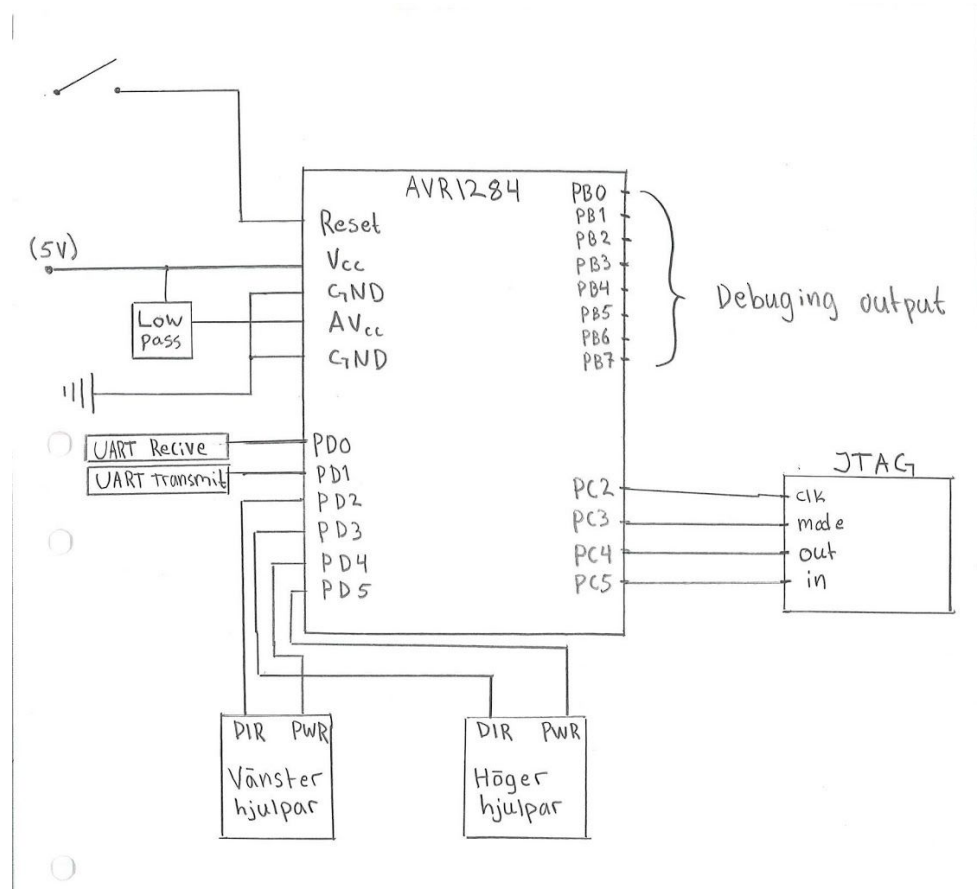 AVR1284
Reset
(5V)
Vcc
GND
Low
pass
AVcc
GND
PB0
PB1
PB2
PB3
PB4
PB5
PB6
PB7
Debuging output
UART Recive
PD0
UART transmit
PD1
PD2
PD3
PD4
PD5
PC2
PC3
PC4
PC5
JTAG
clk
mode
out
in
DIR PWR
Vänster
hjulpar
DIR PWR
Höger
hjulpar